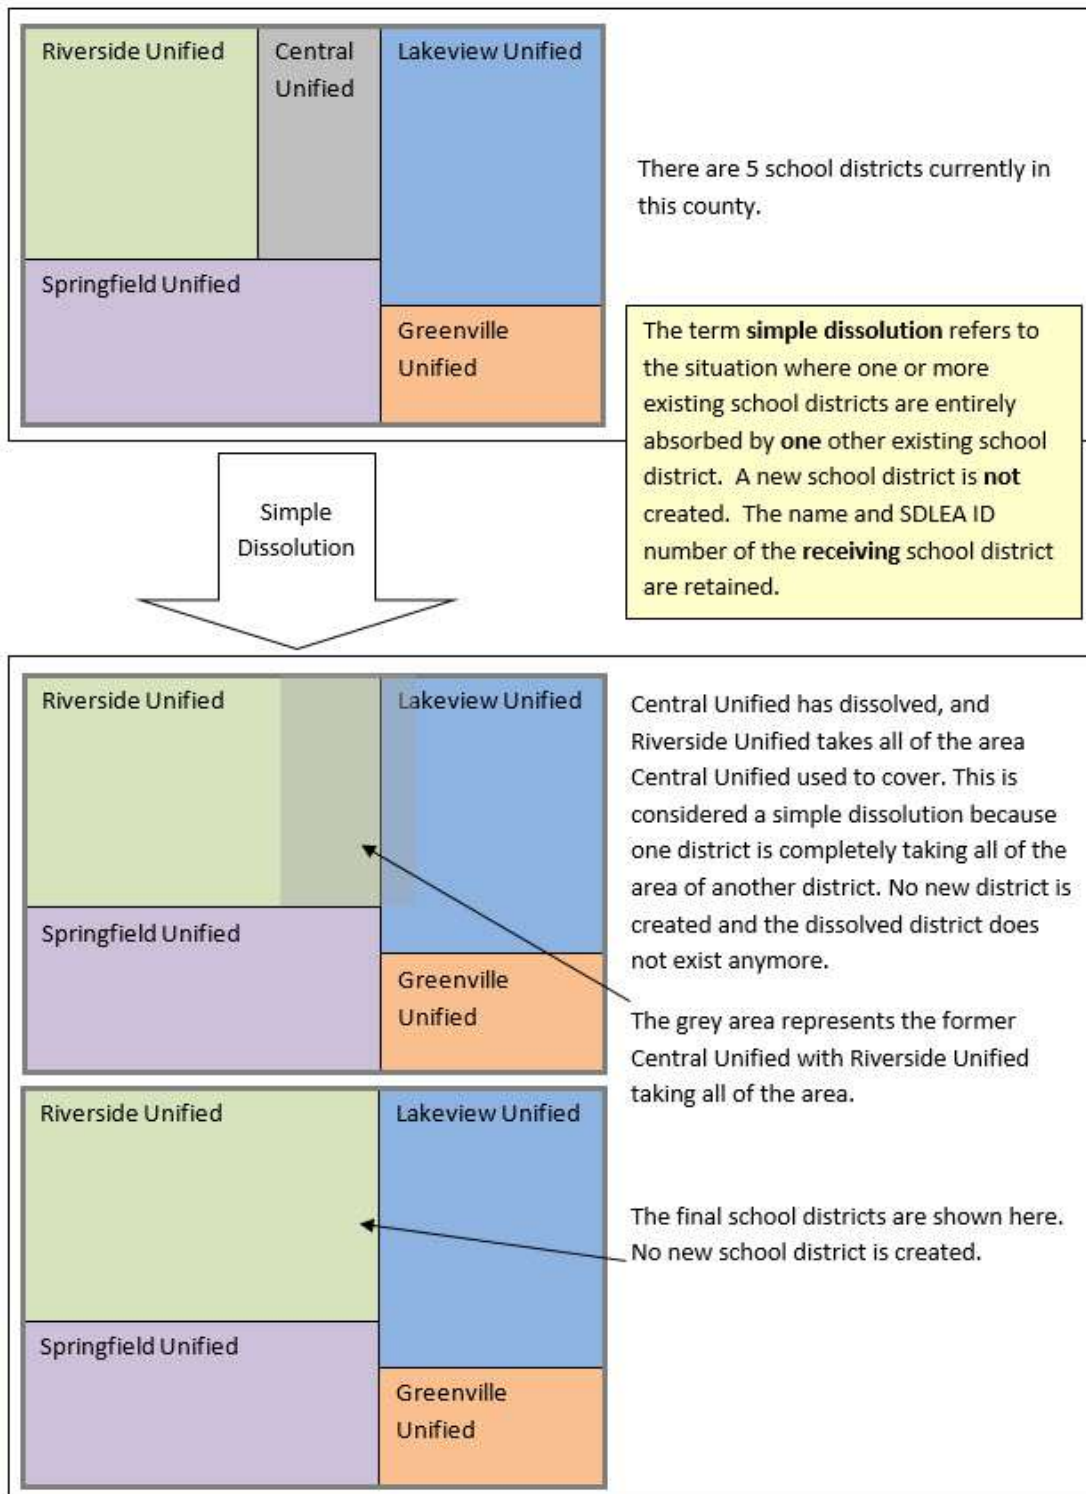 Riverside Unified
Central
Unified
Lakeview Unified
Springfield Unified
Greenville
Unified
There are 5 school districts currently in
this county.
The term simple dissolution refers to
the situation where one or more
existing school districts are entirely
absorbed by one other existing school
district.  A new school district is not
created.  The name and SDLEA ID
number of the receiving school district
are retained.
Simple
Dissolution
Riverside Unified
Lakeview Unified
Springfield Unified
Greenville
Unified
Central Unified has dissolved, and
Riverside Unified takes all of the area
Central Unified used to cover. This is
considered a simple dissolution because
one district is completely taking all of the
area of another district. No new district is
created and the dissolved district does
not exist anymore.
The grey area represents the former
Central Unified with Riverside Unified
taking all of the area.
Riverside Unified
Lakeview Unified
Springfield Unified
Greenville
Unified
The final school districts are shown here.
No new school district is created.